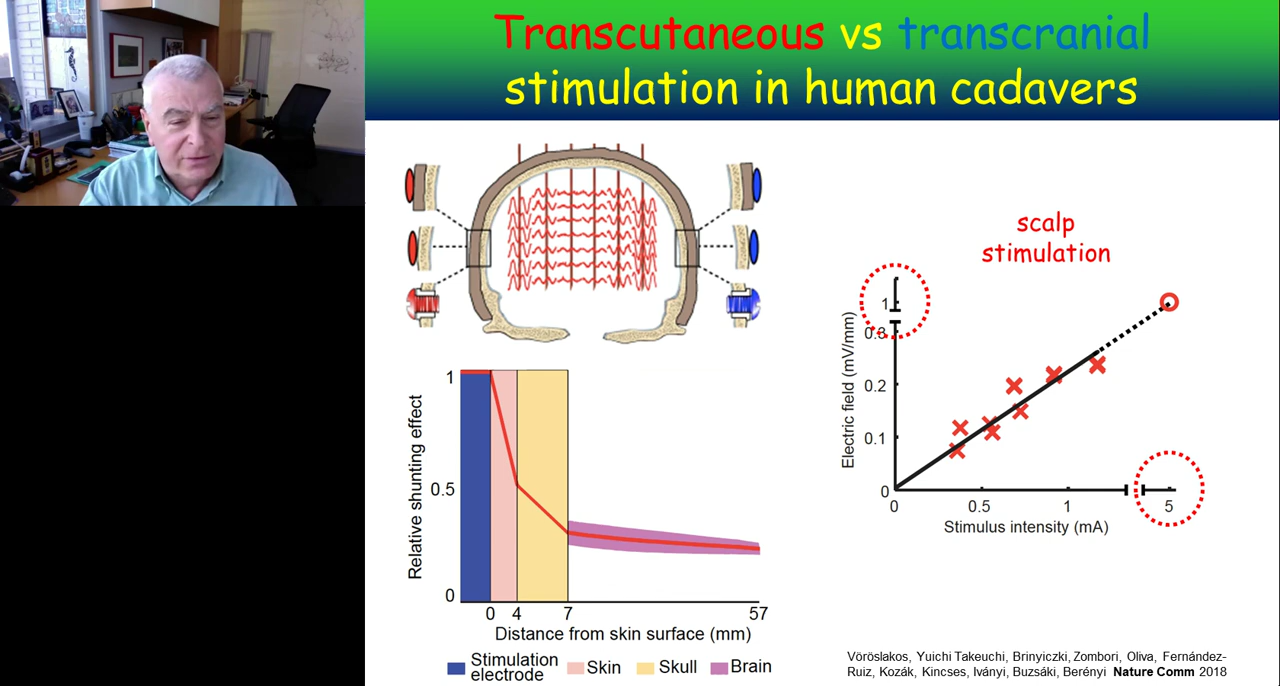 Transcutaneous vs transcranial
stimulation in human cadavers
scalp
stimulation
1
0.3
0.2
0.1
0
Electric field (mV/mm)
0
0.5
1
5
Stimulus intensity (mA)
1
0.5
0
Relative shunting effect
0 4 7 57
Distance from skin surface (mm)
Stimulation
electrode
Skin
Skull
Brain
Vöröslakos, Yuichi Takeuchi, Brinyiczki, Zombori, Oliva, Fernández-
Ruiz, Kozák, Kincses, Iványi, Buzsáki, Berényi Nature Comm 2018